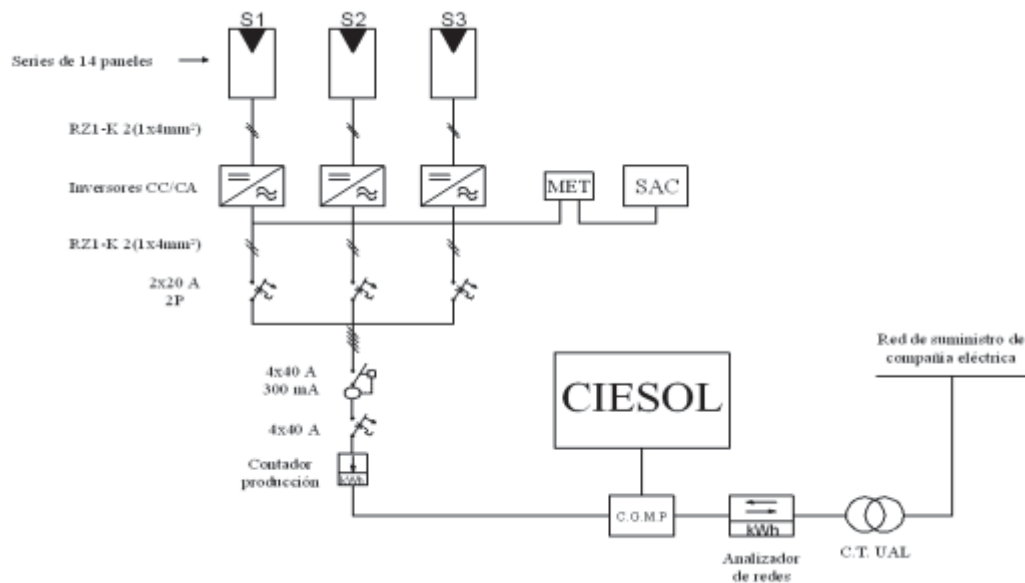 S1
S2
S3
Series de 14 paneles
RZ1-K 2(1x4mm²)
Inversores CC/CA
MET
SAC
RZ1-K 2(1x4mm²)
2x20 A
2P
Red de suministro de
compañia eléctrica
4x40 A
300 mA
CIESOL
4x40 A
Contador
producción
kWh
C.G.M.P
kWh
Analizador
de redes
C.T. UAL